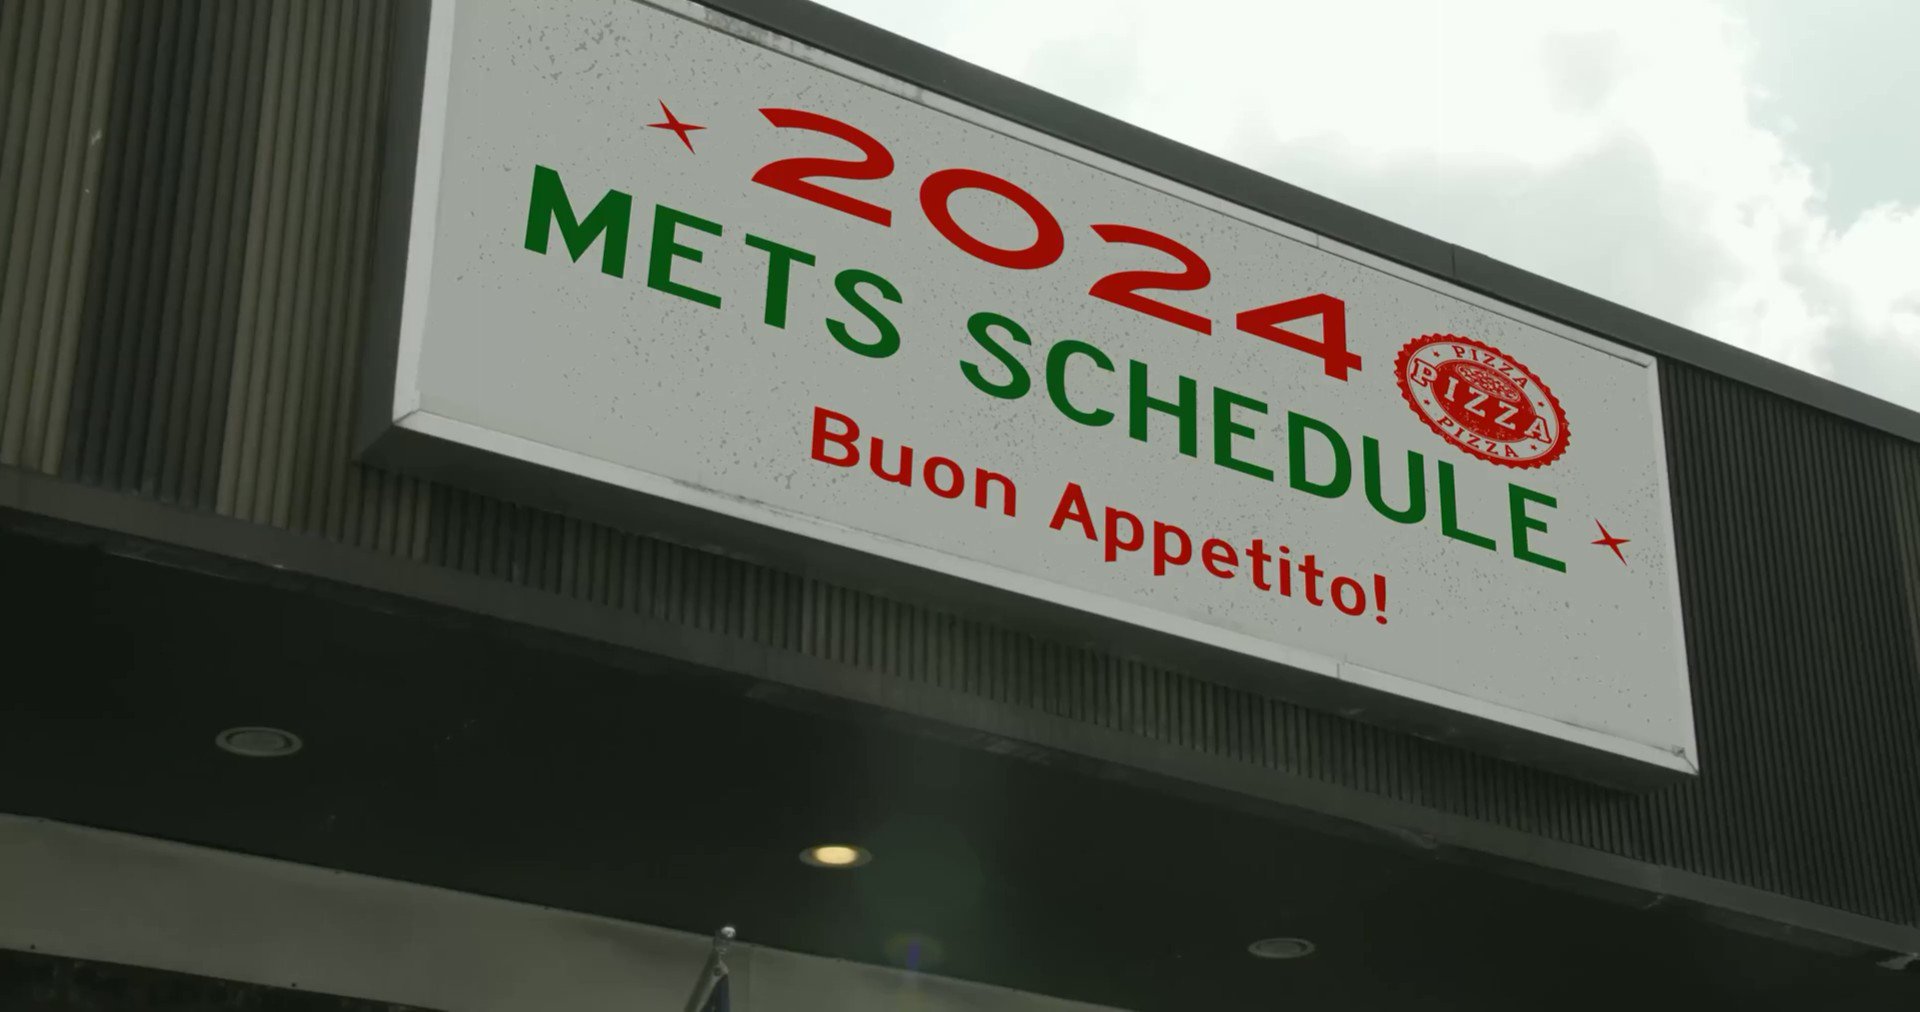 2024
METS SCHEDULE
Buon Appetito!
PIZZA
PIZZA
PIZZA